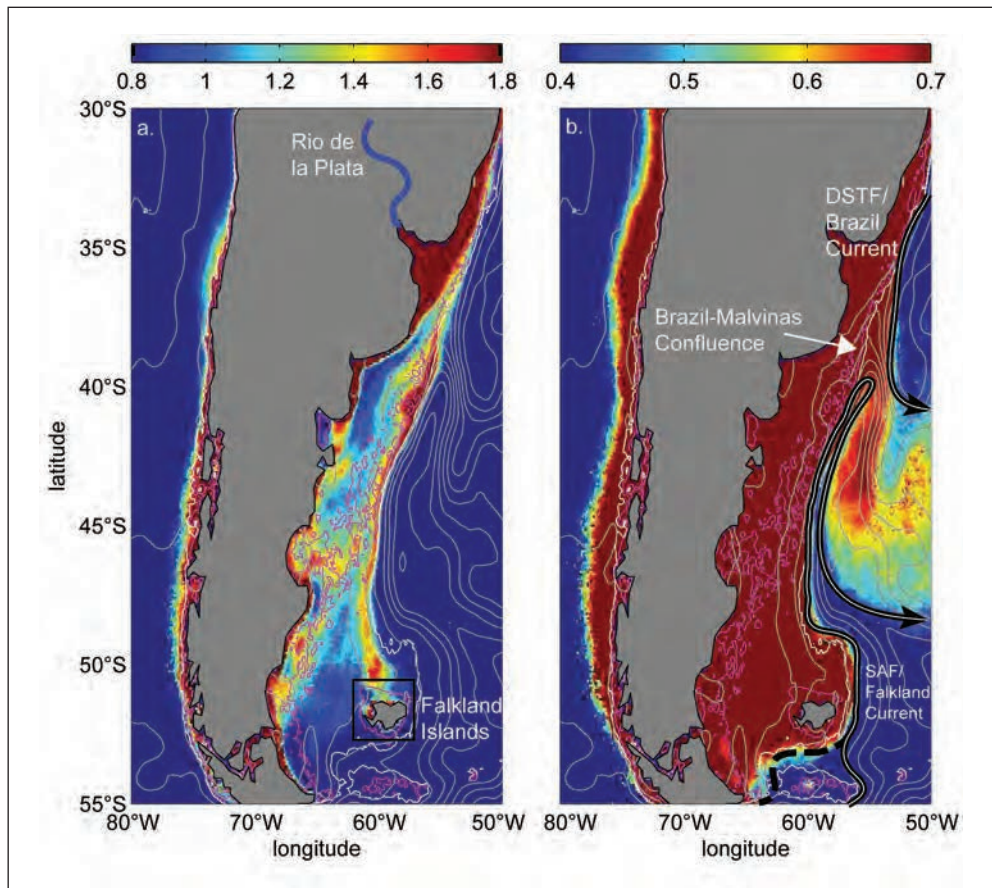 0.8 1 1.2 1.4 1.6 1.8
0.4 0.5 0.6 0.7
30°S
35°S
40°S
45°S
50°S
55°S
latitude
a.
Rio de
la Plata
Falkland
Islands
80°W 70°W 60°W 50°W
longitude
b.
DSTF/
Brazil
Current
Brazil-Malvinas
Confluence
SAF/
Falkland
Current
80°W 70°W 60°W 50°W
longitude